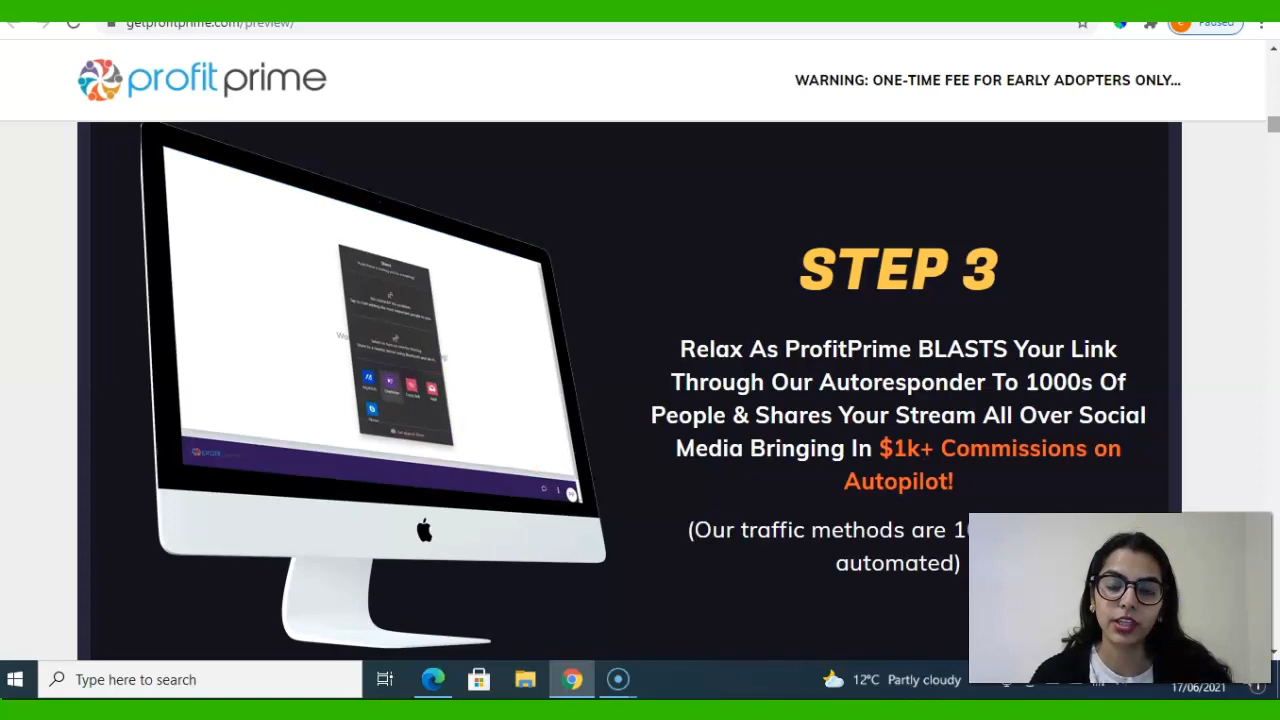 getprofitprime.com/preview/
Paused
profit prime
WARNING: ONE-TIME FEE FOR EARLY ADOPTERS ONLY...
STEP 3
Relax As ProfitPrime BLASTS Your Link
Through Our Autoresponder To 1000s Of
People & Shares Your Stream All Over Social
Media Bringing In $1k+ Commissions on
Autopilot!
(Our traffic methods are
automated)
Type here to search
12°C Partly cloudy
17/06/2021